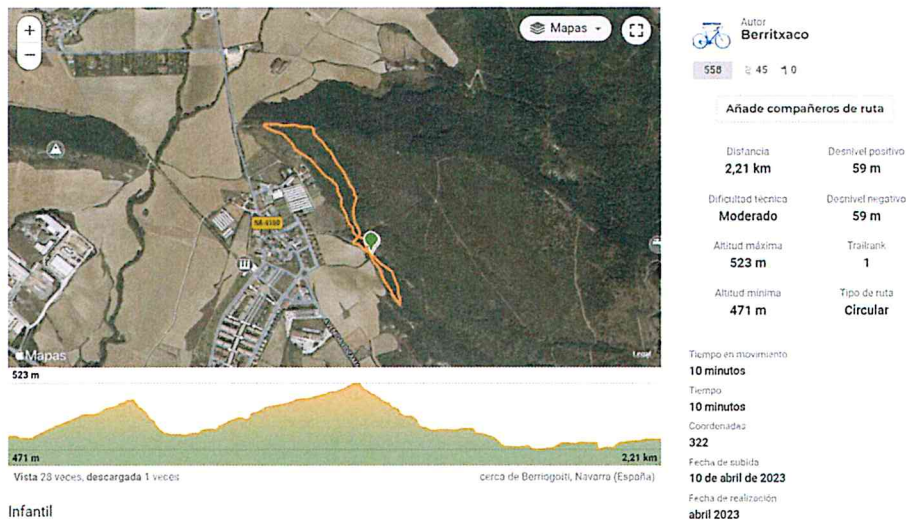 +
−
Mapas
NA-4160
Mapas
Legal
523 m
471 m
2,21 km
Vista 28 veces, descargada 1 veces
cerca de Berriogoiti, Navarra (España)
Infantil
Autor
Berritxaco
558
45
0
Añade compañeros de ruta
Distancia
2,21 km
Desnivel positivo
59 m
Dificultad técnica
Moderado
Desnivel negativo
59 m
Altitud máxima
523 m
Trailrank
1
Altitud mínima
471 m
Tipo de ruta
Circular
Tiempo en movimiento
10 minutos
Tiempo
10 minutos
Coordenadas
322
Fecha de subida
10 de abril de 2023
Fecha de realización
abril 2023